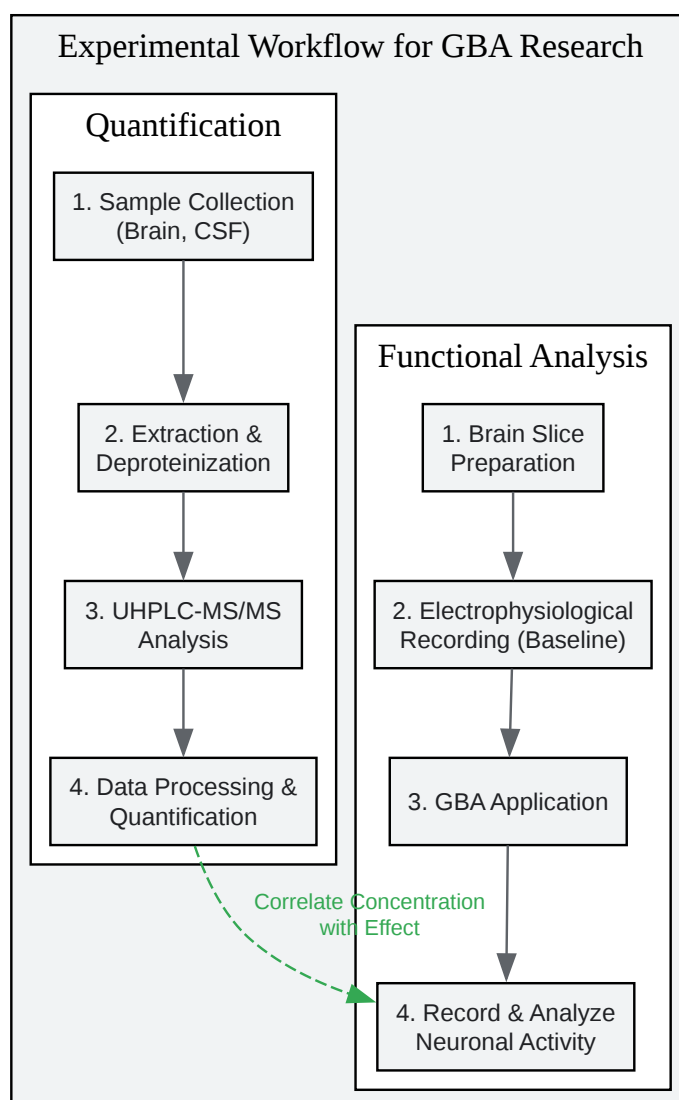 Experimental Workflow for GBA Research
Quantification
1. Sample Collection
(Brain, CSF)
2. Extraction &
Deproteinization
3. UHPLC-MS/MS
Analysis
4. Data Processing &
Quantification
Functional Analysis
1. Brain Slice
Preparation
2. Electrophysiological
Recording (Baseline)
3. GBA Application
Correlate Concentration
with Effect
4. Record & Analyze
Neuronal Activity